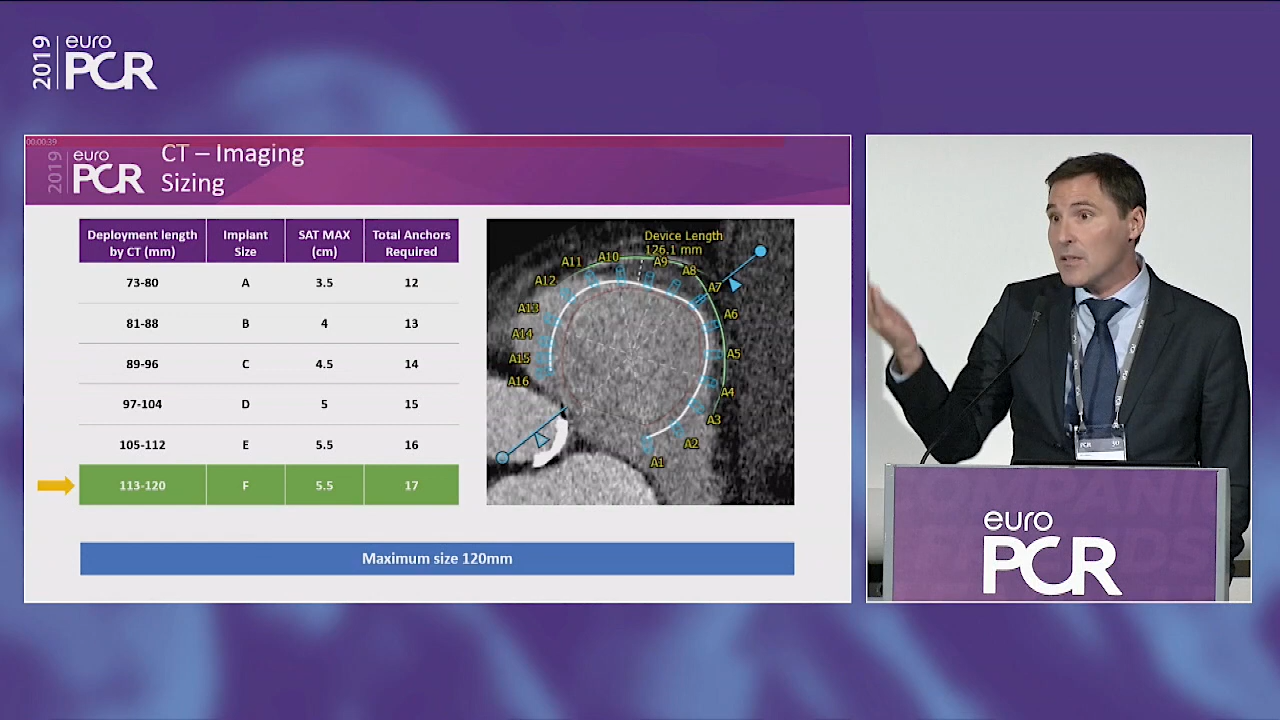 2019
euro
PCR
00:00:39
2019
euro
PCR
CT – Imaging
Sizing
Deployment length by CT (mm) Implant Size SAT MAX (cm) Total Anchors Required
73-80 A 3.5 12
81-88 B 4 13
89-96 C 4.5 14
97-104 D 5 15
105-112 E 5.5 16
113-120 F 5.5 17
Device Length
126.1 mm
A11 A10 A9 A8
A12 A7
A13 A6
A14
A15 A5
A16 A4
A3
A2
A1
Maximum size 120mm
PCR
euro
PCR